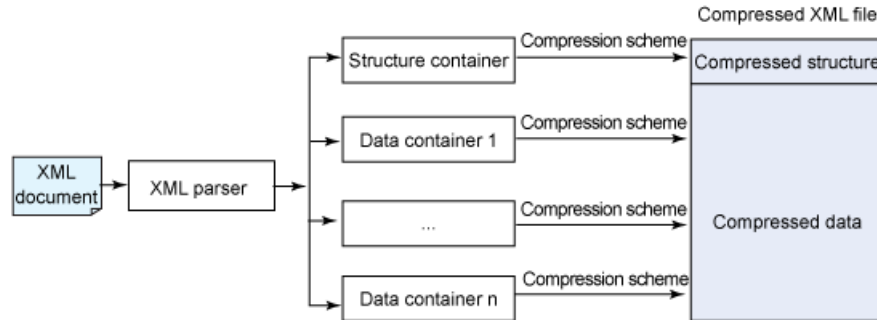 Compressed XML file
Structure container
Compression scheme
Compressed structure
Data container 1
Compression scheme
XML
document
XML parser
...
Compression scheme
Compressed data
Data container n
Compression scheme